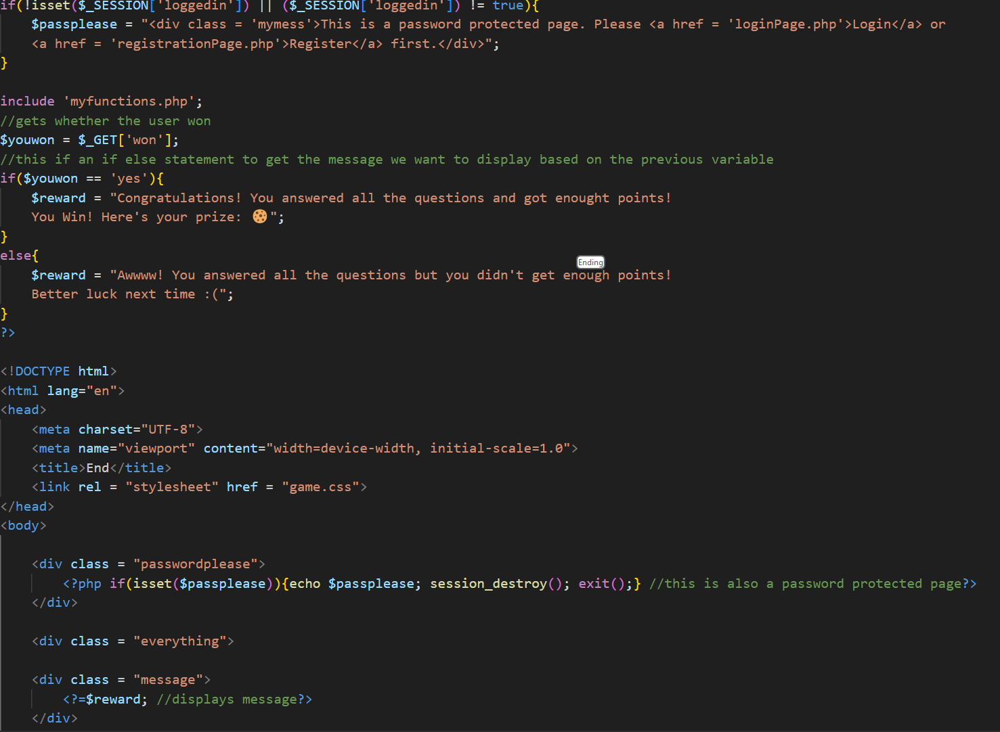 if(!isset($_SESSION['loggedin']) || ($_SESSION['loggedin']) != true){
    $passplease = "<div class = 'mymess'>This is a password protected page. Please <a href = 'loginPage.php'>Login</a> or
    <a href = 'registrationPage.php'>Register</a> first.</div>";
}

include 'myfunctions.php';
//gets whether the user won
$youwon = $_GET['won'];
//this if an if else statement to get the message we want to display based on the previous variable
if($youwon == 'yes'){
    $reward = "Congratulations! You answered all the questions and got enought points!
    You Win! Here's your prize: 🍪";
}
else{
Ending
    $reward = "Awwww! You answered all the questions but you didn't get enough points!
    Better luck next time :(";
}
?>

<!DOCTYPE html>
<html lang="en">
<head>
    <meta charset="UTF-8">
    <meta name="viewport" content="width=device-width, initial-scale=1.0">
    <title>End</title>
    <link rel = "stylesheet" href = "game.css">
</head>
<body>

    <div class = "passwordplease">
        <?php if(isset($passplease)){echo $passplease; session_destroy(); exit();} //this is also a password protected page?>
    </div>

    <div class = "everything">

    <div class = "message">
        <?=$reward; //displays message?>
    </div>